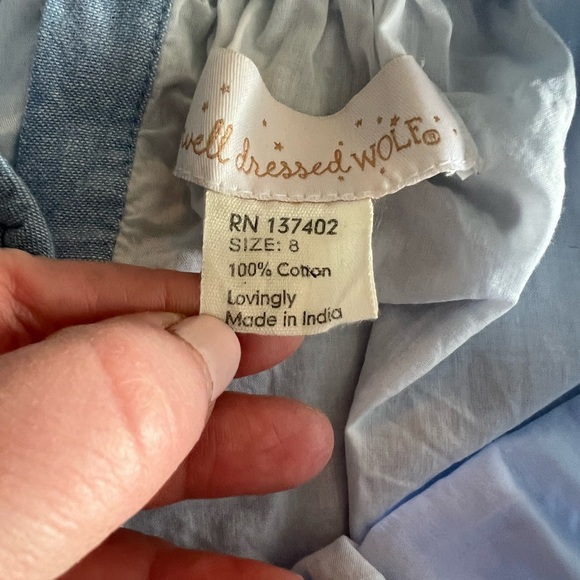 well dressed WOLF®
RN 137402
SIZE: 8
100% Cotton
Lovingly
Made in India